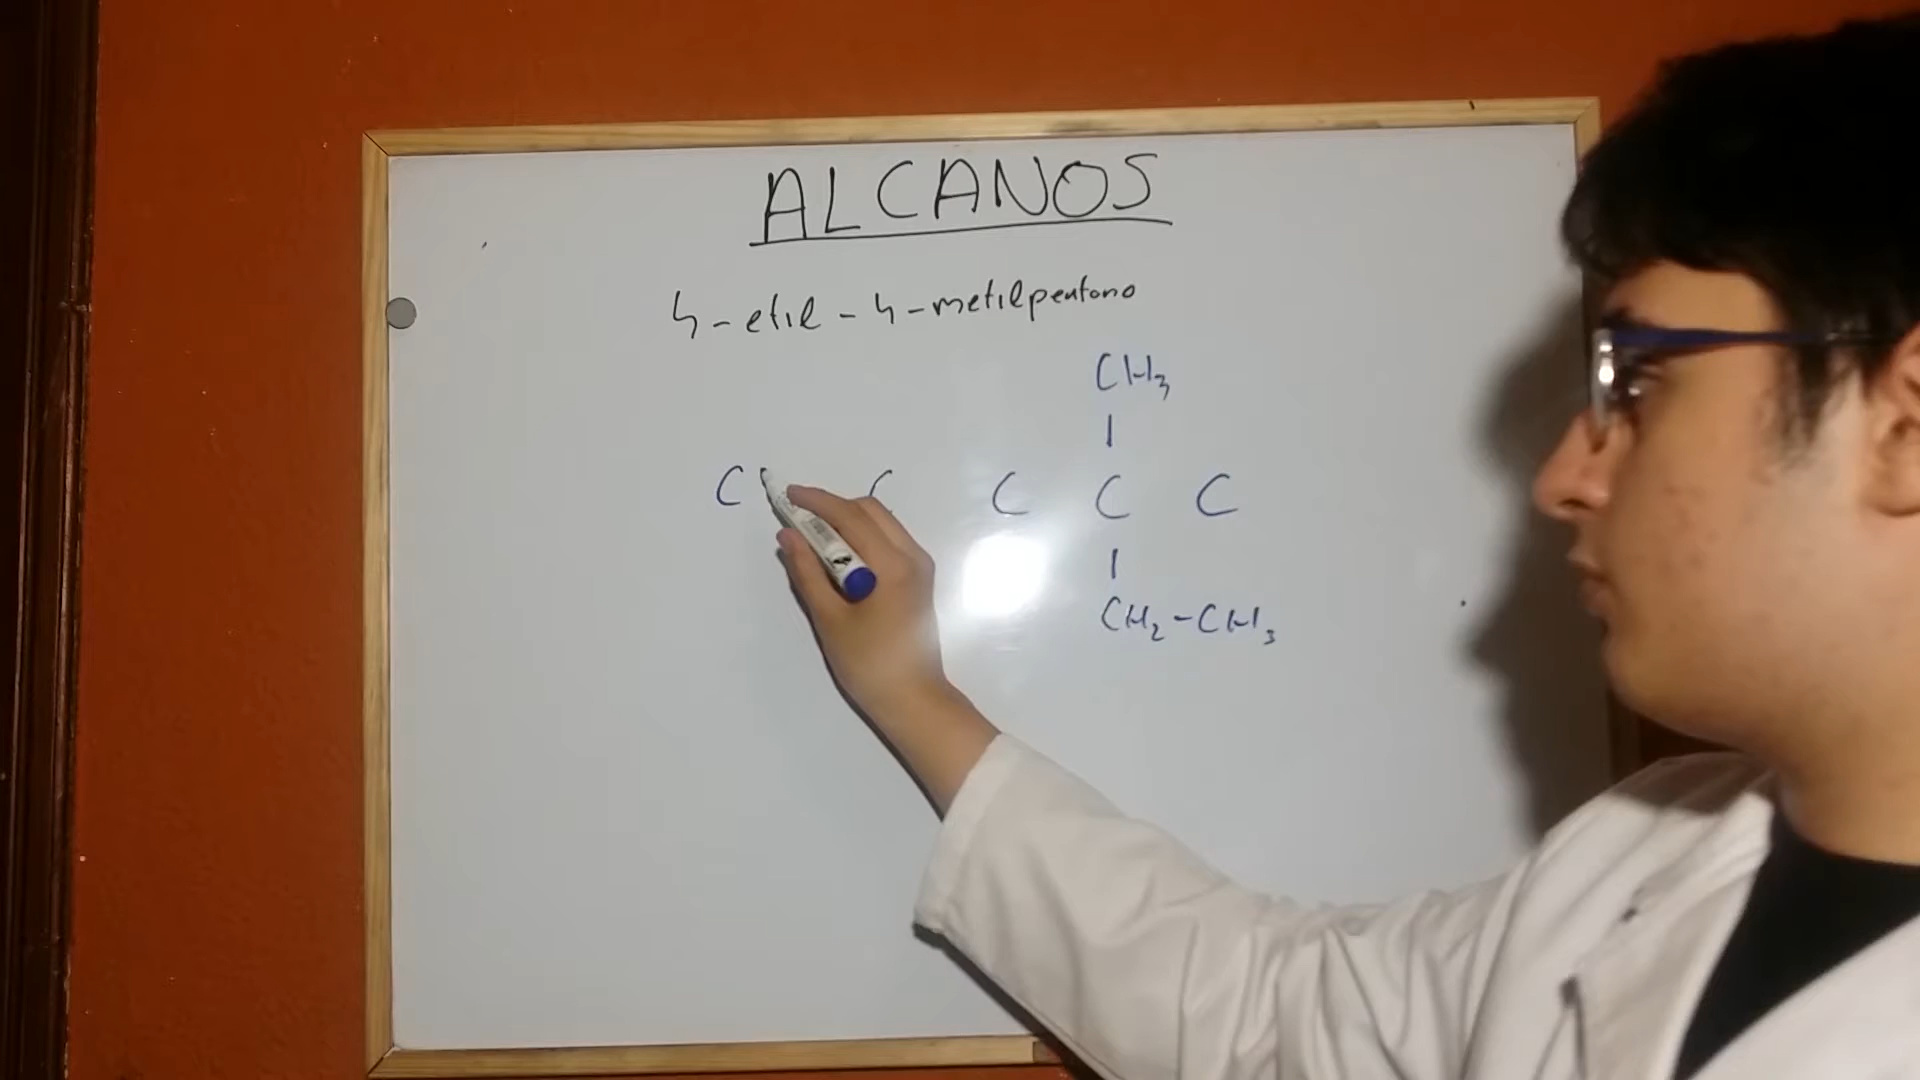 ALCANOS
4-etil-4-metilpentano
CH₃
|
C C C C C
|
CH₂-CH₃